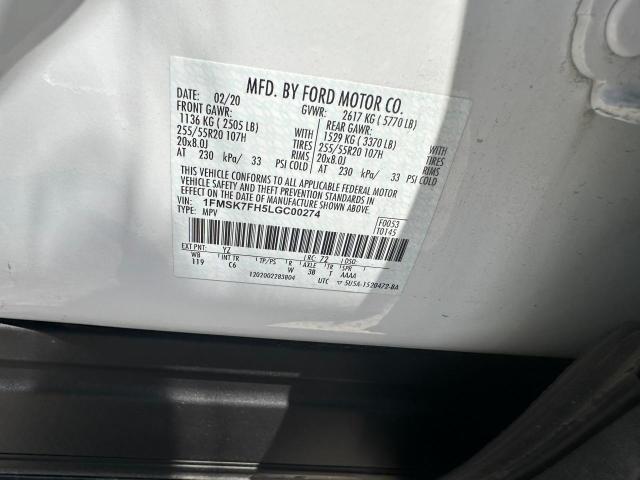 MFD. BY FORD MOTOR CO.
DATE: 02/20 GVWR: 2617 KG ( 5770 LB)
FRONT GAWR: REAR GAWR:
1136 KG ( 2505 LB) 1529 KG ( 3370 LB)
255/55R20 107H TIRES 255/55R20 107H TIRES
20x8.0J RIMS 20x8.0J RIMS
AT 230 kPa/ 33 PSI COLD AT 230 kPa/ 33 PSI COLD
THIS VEHICLE CONFORMS TO ALL APPLICABLE FEDERAL MOTOR
VEHICLE SAFETY AND THEFT PREVENTION STANDARDS IN
EFFECT ON THE DATE OF MANUFACTURE SHOWN ABOVE.
VIN: 1FMSK7FH5LGC00274
TYPE: MPV
F0053
T0145
EXT PNT: YZ RC: 72 DSO:
WB INT TR TP/PS R AXLE TR SPR
119 C6 W 3B T AAAA
1202002283804 UTC 5U5A-1520472-BA